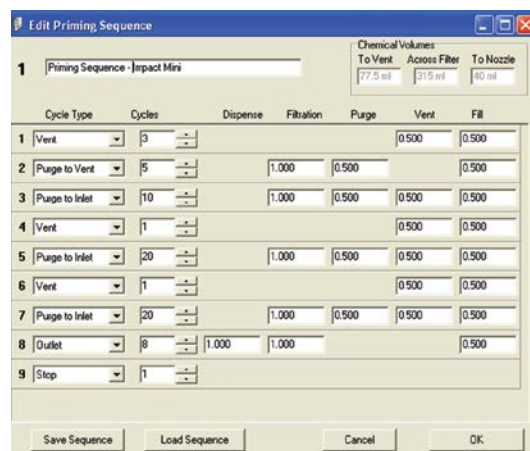 Edit Priming Sequence
Chemical Volumes
To Vent Across Filter To Nozzle
1 Priming Sequence - Impact Mini 77.5 ml 315 ml 40 ml
Cycle Type Cycles Dispense Filtration Purge Vent Fill
1 Vent 3 0.500 0.500
2 Purge to Vent 5 1.000 0.500 0.500
3 Purge to Inlet 10 1.000 0.500 0.500 0.500
4 Vent 1 0.500 0.500
5 Purge to Inlet 20 1.000 0.500 0.500 0.500
6 Vent 1 0.500 0.500
7 Purge to Inlet 20 1.000 0.500 0.500 0.500
8 Outlet 8 1.000 1.000 0.500
9 Stop 1
Save Sequence Load Sequence Cancel OK